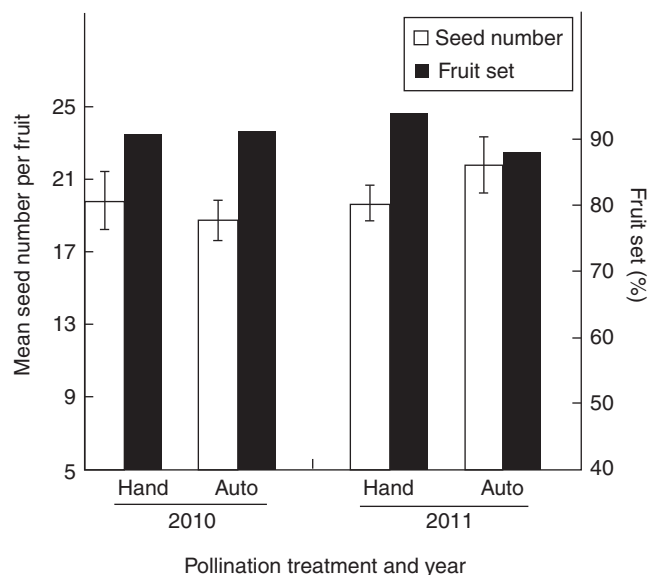 Seed number
Fruit set
Mean seed number per fruit
25
21
17
13
9
5
90
80
70
60
50
40
Fruit set (%)
Hand Auto Hand Auto
2010 2011
Pollination treatment and year